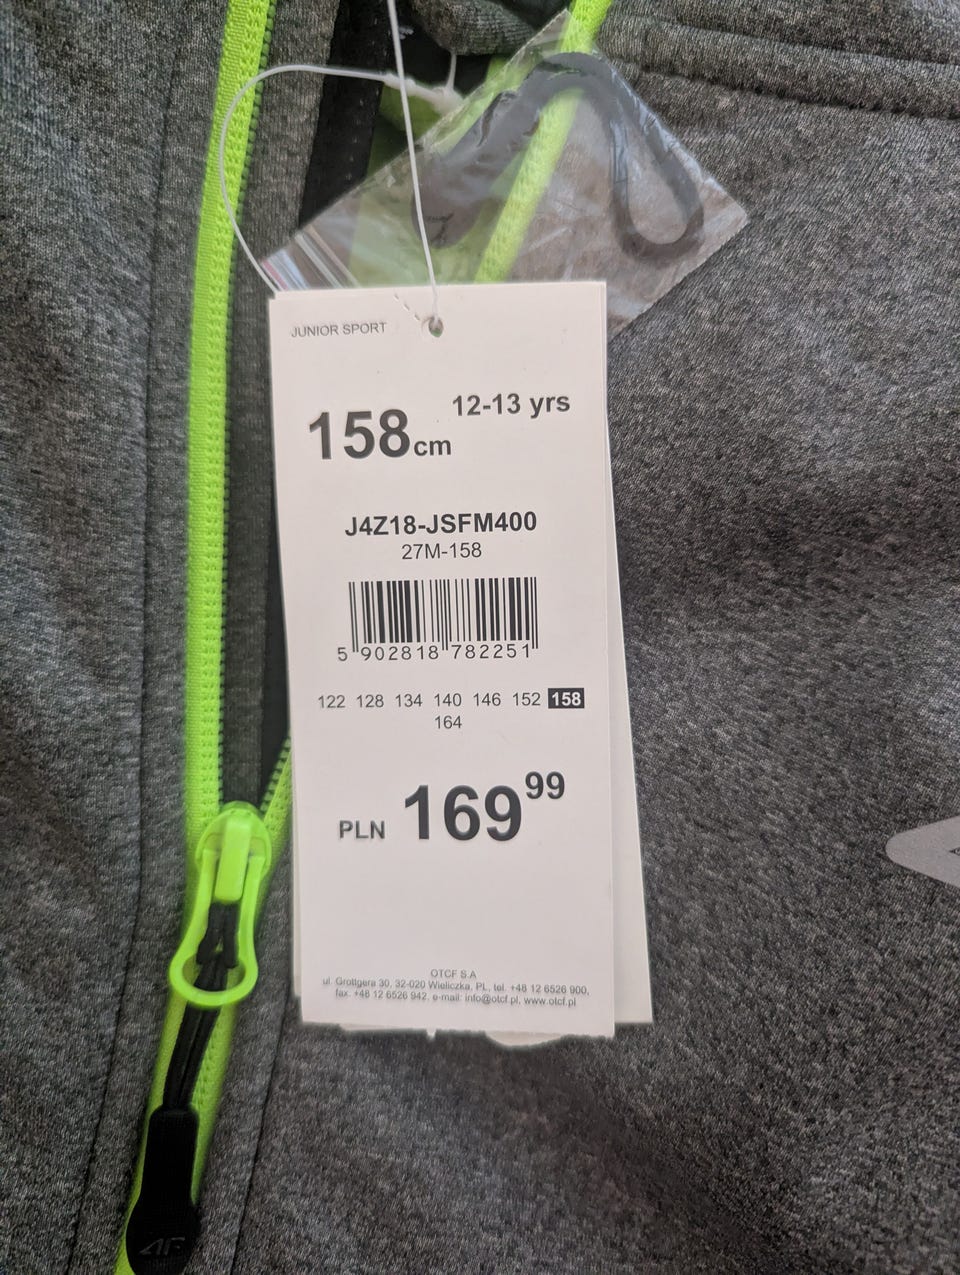 JUNIOR SPORT
12-13 yrs
158cm
J4Z18-JSFM400
27M-158
5 902818 782251
122 128 134 140 146 152 158
164
PLN 169 99
OTCF S.A
ul. Grottgera 30, 32-020 Wieliczka, PL, tel. +48 12 6526 900,
fax. +48 12 6526 942, e-mail: info@otcf.pl, www.otcf.pl